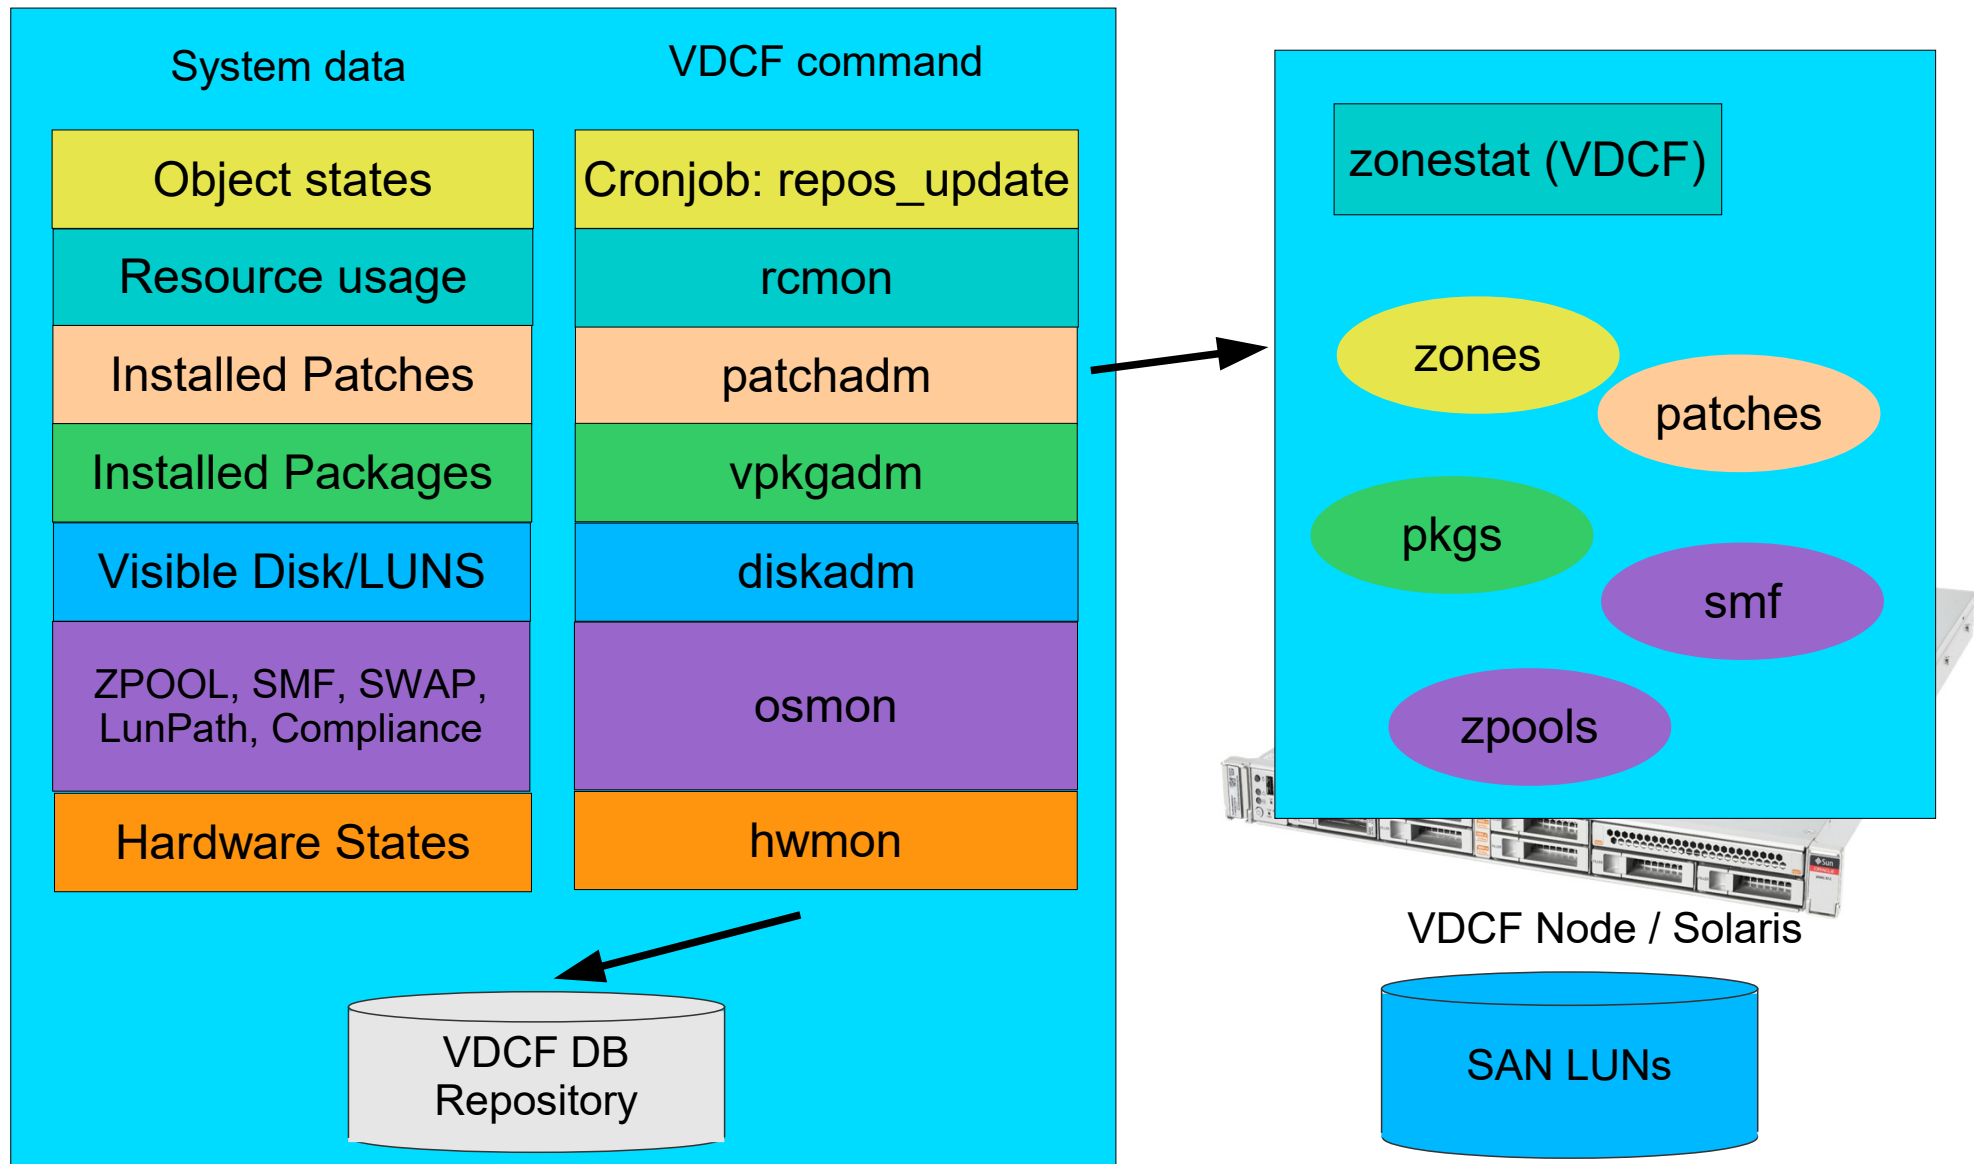 System data
VDCF command
Object states
Cronjob: repos_update
Resource usage
rcmon
Installed Patches
patchadm
Installed Packages
vpkgadm
Visible Disk/LUNS
diskadm
ZPOOL, SMF, SWAP,
LunPath, Compliance
osmon
Hardware States
hwmon
VDCF DB
Repository
zonestat (VDCF)
zones
patches
pkgs
smf
zpools
Sun
ORACLE
VDCF Node / Solaris
SAN LUNs